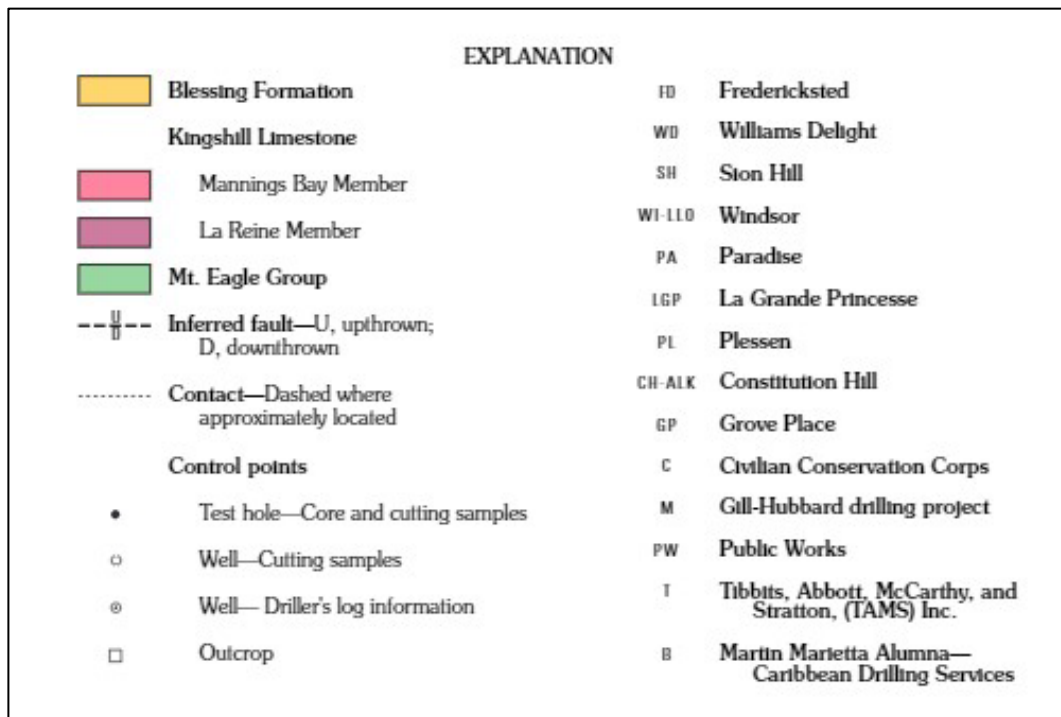 EXPLANATION
Blessing Formation
Kingshill Limestone
Mannings Bay Member
La Reine Member
Mt. Eagle Group
U
D
Inferred fault—U, upthrown;
D, downthrown
Contact—Dashed where
approximately located
Control points
Test hole—Core and cutting samples
Well—Cutting samples
Well— Driller's log information
Outcrop
FD Fredericksted
WD Williams Delight
SH Sion Hill
WI-LLO Windsor
PA Paradise
LGP La Grande Princesse
PL Plessen
CH-ALK Constitution Hill
GP Grove Place
C Civilian Conservation Corps
M Gill-Hubbard drilling project
PW Public Works
T Tibbits, Abbott, McCarthy, and
Stratton, (TAMS) Inc.
B Martin Marietta Alumna—
Caribbean Drilling Services